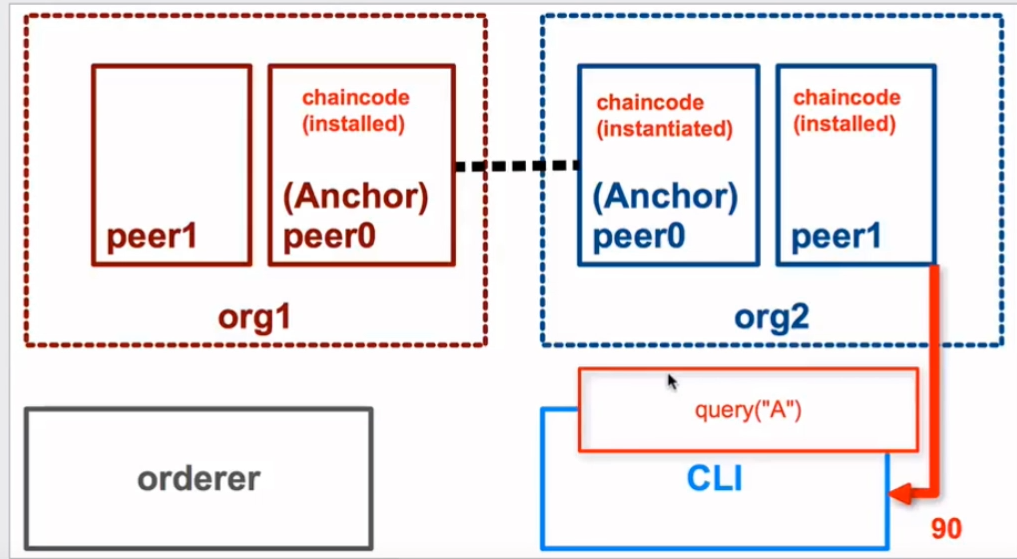 chaincode
(installed)
(Anchor)
peer1
peer0
org1
chaincode
(instantiated)
(Anchor)
peer0
chaincode
(installed)
peer1
org2
orderer
query("A")
CLI
90